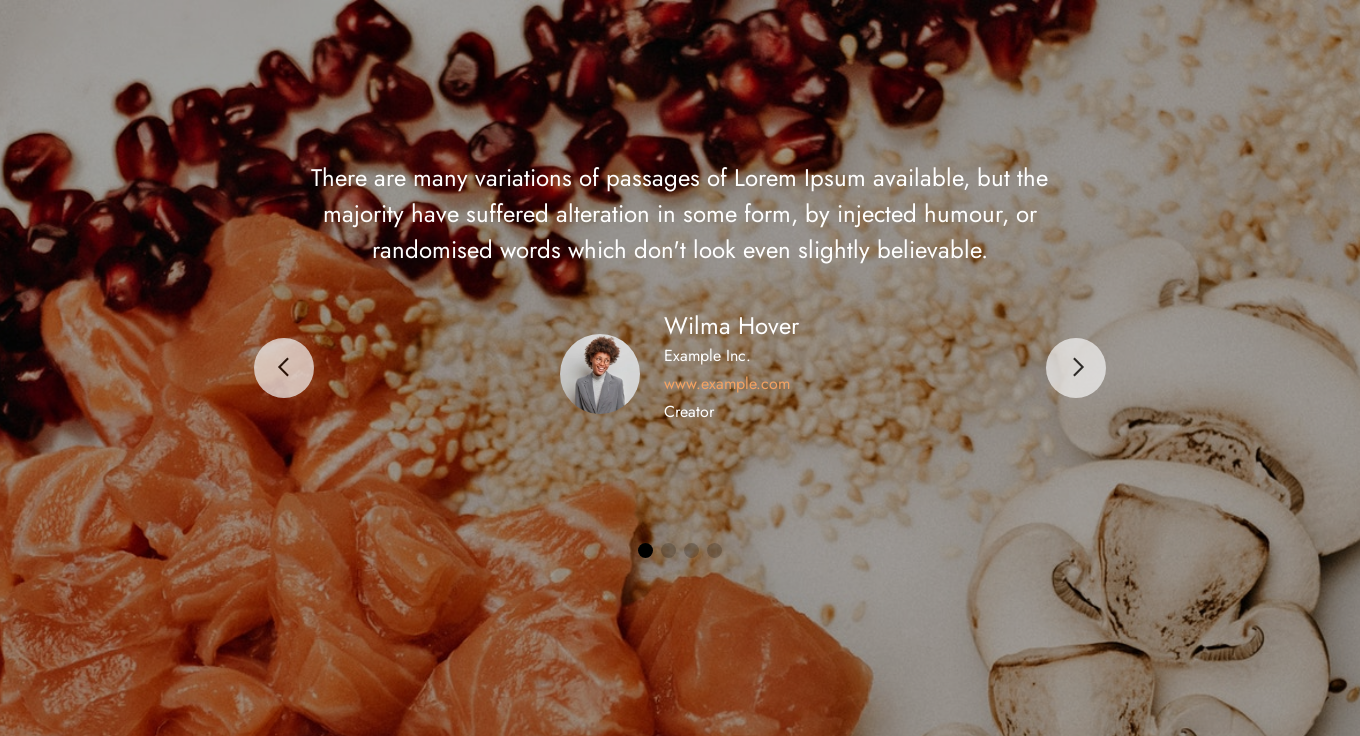 There are many variations of passages of Lorem Ipsum available, but the
majority have suffered alteration in some form, by injected humour, or
randomised words which don't look even slightly believable.
Wilma Hover
Example Inc.
www.example.com
Creator